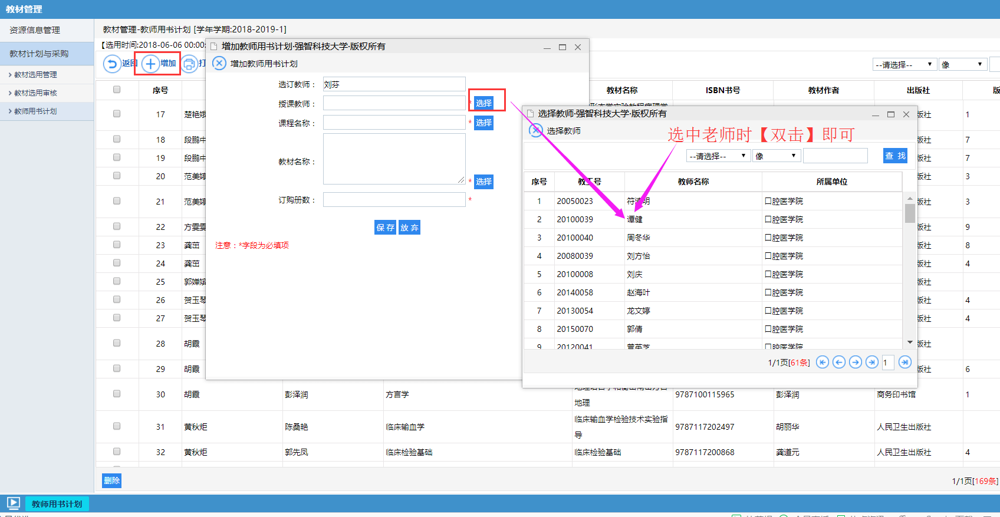 教材管理
资源信息管理
教材计划与采购
教材选用管理
教材选用审核
教师用书计划
教材管理-教师用书计划 [学年学期:2018-2019-1]
【选用时间:2018-06-06 00:00:
返回 增加 打
--请选择-- 像
序号 教材名称 ISBN书号 教材作者 出版社 版
17 楚艳娥 版社 1
18 段鹏中 版社 7
19 段鹏中 版社 7
20 范美婷 版社 3
21 范美婷 版社 3
22 方雯雯 版社 9
23 龚茁 版社 8
24 龚茁 版社 4
25 郭婵嫔 版社
26 贺玉琴 版社 4
27 贺玉琴 版社 4
28 胡霞 版社
29 胡霞 版社 6
30 胡霞 彭泽润 方言学 地理 9787100115965 彭泽润 商务印书馆 1
31 黄秋炬 陈桑艳 临床输血学 临床输血学检验技术实验指导 9787117202497 胡丽华 人民卫生出版社
32 黄秋炬 郭先凤 临床检验基础 临床检验基础 9787117200868 龚道元 人民卫生出版社 4
删除
1/1页[169条]
教师用书计划
增加教师用书计划·强智科技大学·版权所有
增加教师用书计划
选订教师： 刘芬
授课教师： * 选择
课程名称： * 选择
教材名称： * 选择
订购册数： *
保 存 放 弃
注意：*字段为必填项
选择教师·强智科技大学·版权所有
选择教师
选中老师时【双击】即可
--请选择-- 像 查 找
序号 教工号 教师名称 所属单位
1 20050023 符涛明 口腔医学院
2 20100039 谭健 口腔医学院
3 20100040 周冬华 口腔医学院
4 20080039 刘方怡 口腔医学院
5 20100008 刘庆 口腔医学院
6 20140058 赵海叶 口腔医学院
7 20130054 龙文婷 口腔医学院
8 20150070 郭倩 口腔医学院
9 20120041 曾英芝 口腔医学院
1/1页[61条] 1